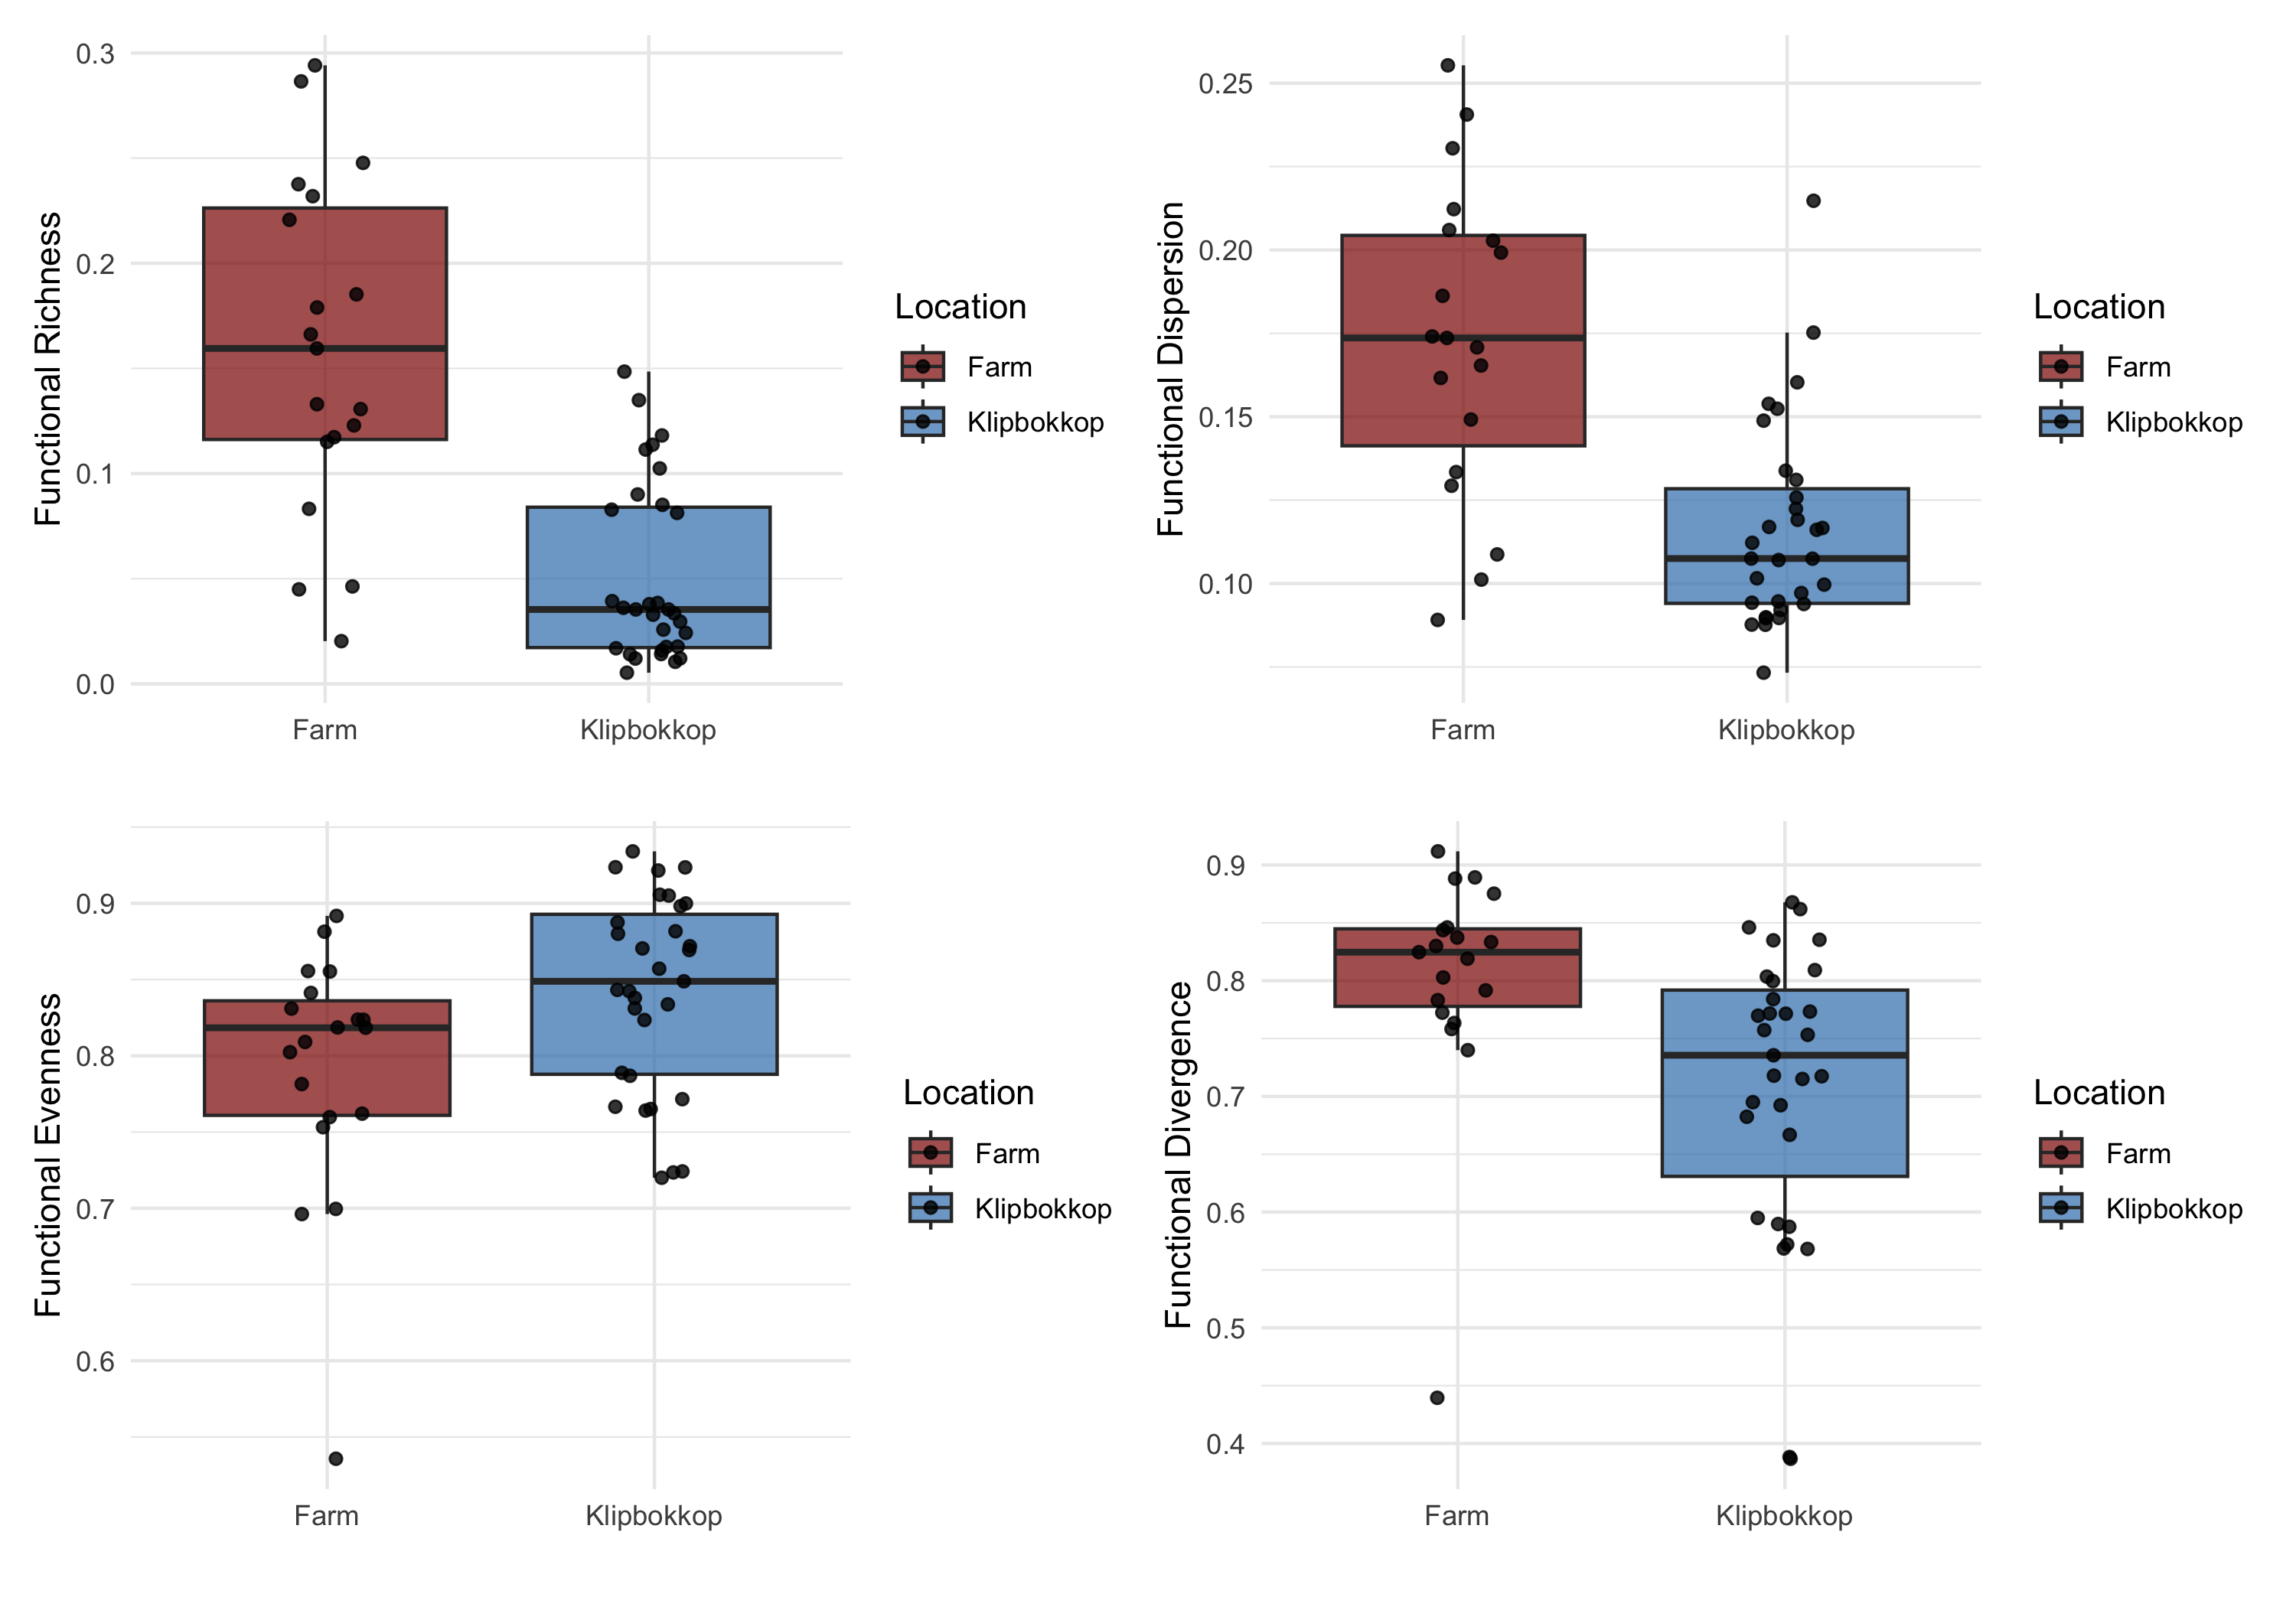 Functional Richness
0.3
0.2
0.1
0.0
Farm
Klipbokkop
Location
Farm
Klipbokkop
Functional Dispersion
0.25
0.20
0.15
0.10
Farm
Klipbokkop
Location
Farm
Klipbokkop
Functional Evenness
0.9
0.8
0.7
0.6
Farm
Klipbokkop
Location
Farm
Klipbokkop
Functional Divergence
0.9
0.8
0.7
0.6
0.5
0.4
Farm
Klipbokkop
Location
Farm
Klipbokkop